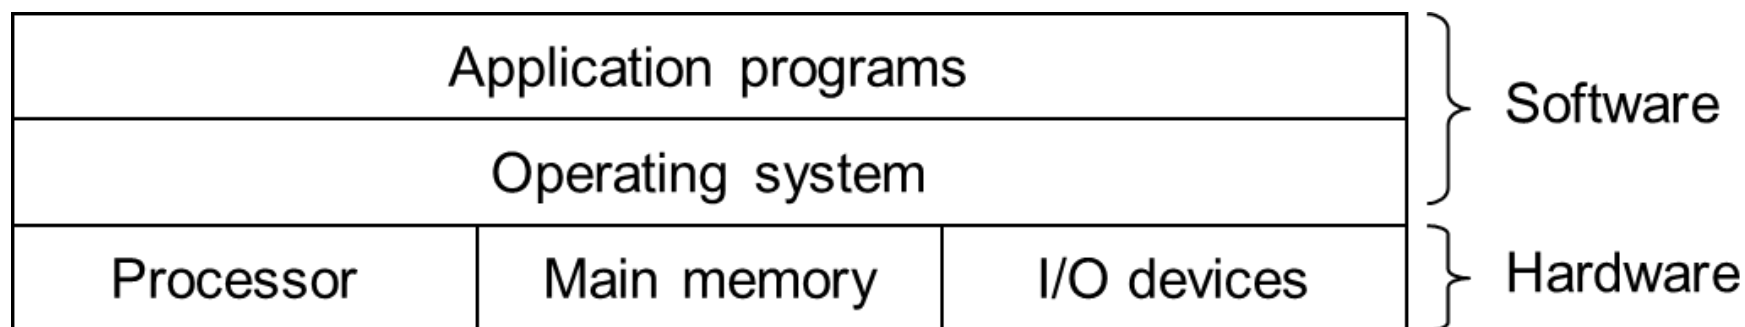 Application programs
Software
Operating system
Processor Main memory I/O devices Hardware